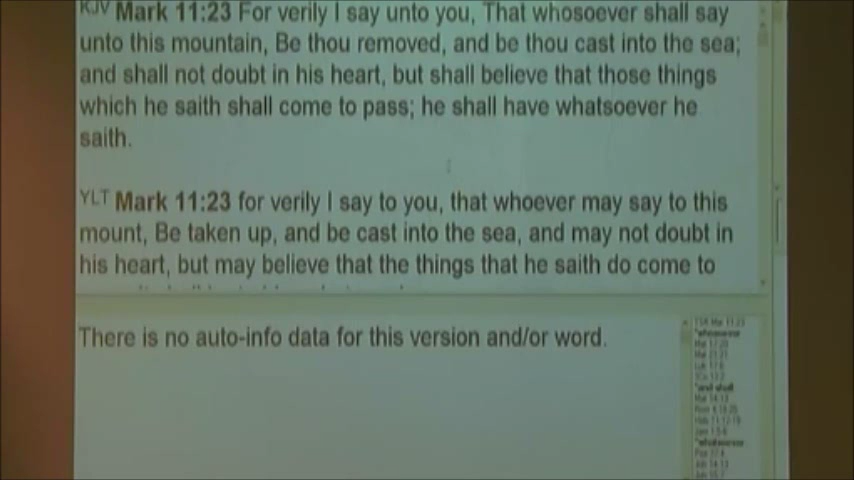 KJV Mark 11:23 For verily I say unto you, That whosoever shall say
unto this mountain, Be thou removed, and be thou cast into the sea;
and shall not doubt in his heart, but shall believe that those things
which he saith shall come to pass; he shall have whatsoever he
saith.
YLT Mark 11:23 for verily I say to you, that whoever may say to this
mount, Be taken up, and be cast into the sea, and may not doubt in
his heart, but may believe that the things that he saith do come to
There is no auto-info data for this version and/or word.